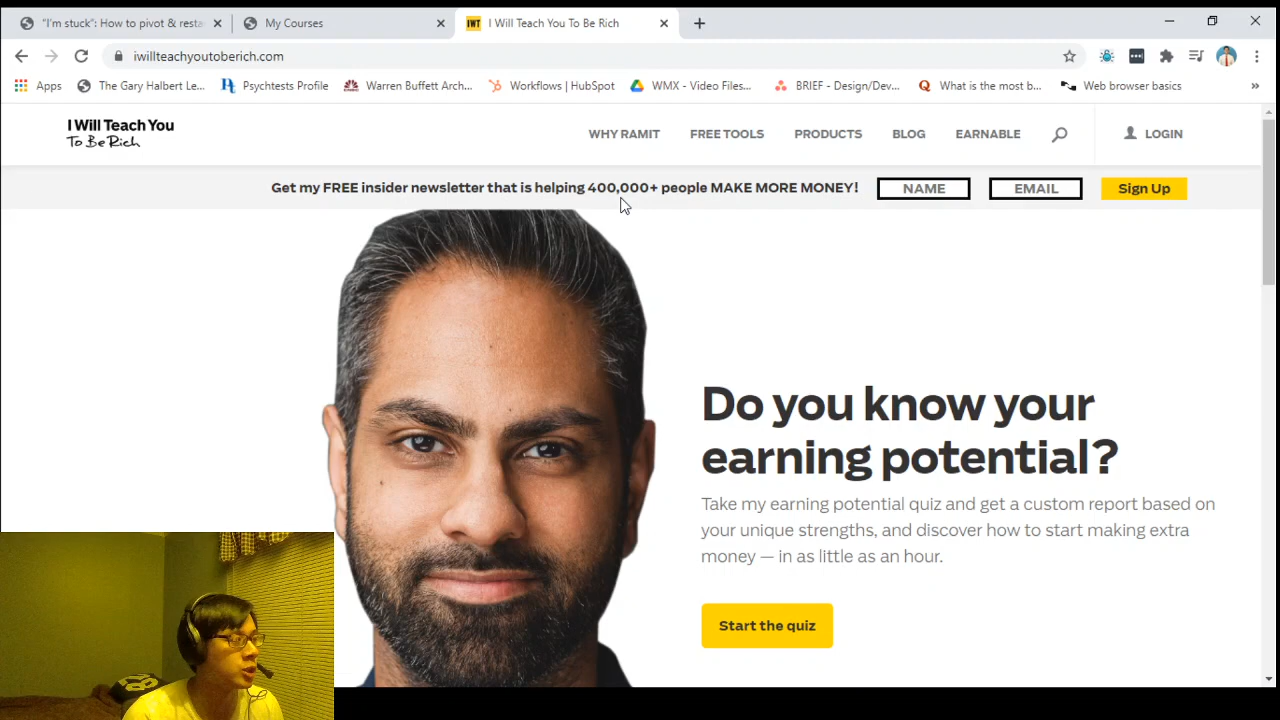 "I'm stuck": How to pivot & resta
My Courses
IWT
I Will Teach You To Be Rich
iwillteachyoutoberich.com
Apps
The Gary Halbert Le...
Psychtests Profile
Warren Buffett Arch...
Workflows | HubSpot
WMX - Video Files...
BRIEF - Design/Dev...
What is the most b...
Web browser basics
I Will Teach You
To Be Rich
WHY RAMIT
FREE TOOLS
PRODUCTS
BLOG
EARNABLE
LOGIN
Get my FREE insider newsletter that is helping 400,000+ people MAKE MORE MONEY!
NAME
EMAIL
Sign Up
Do you know your
earning potential?
Take my earning potential quiz and get a custom report based on
your unique strengths, and discover how to start making extra
money — in as little as an hour.
Start the quiz